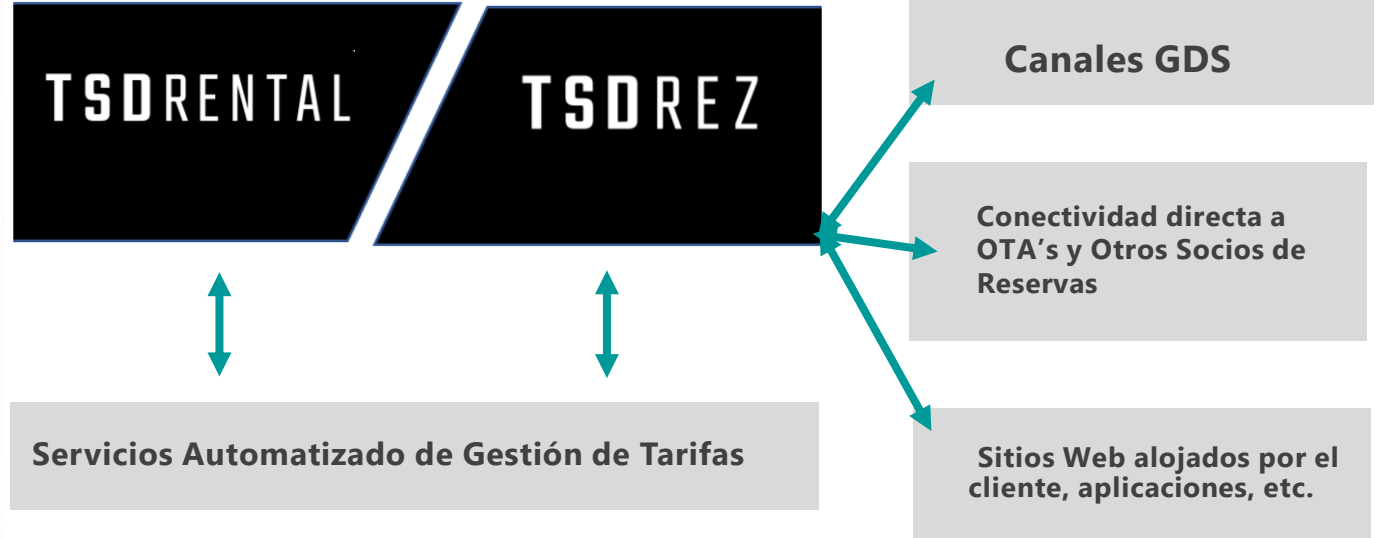 TSDRENTAL
TSDREZ
Canales GDS
Conectividad directa a
OTA’s y Otros Socios de
Reservas
Servicios Automatizado de Gestión de Tarifas
Sitios Web alojados por el
cliente, aplicaciones, etc.